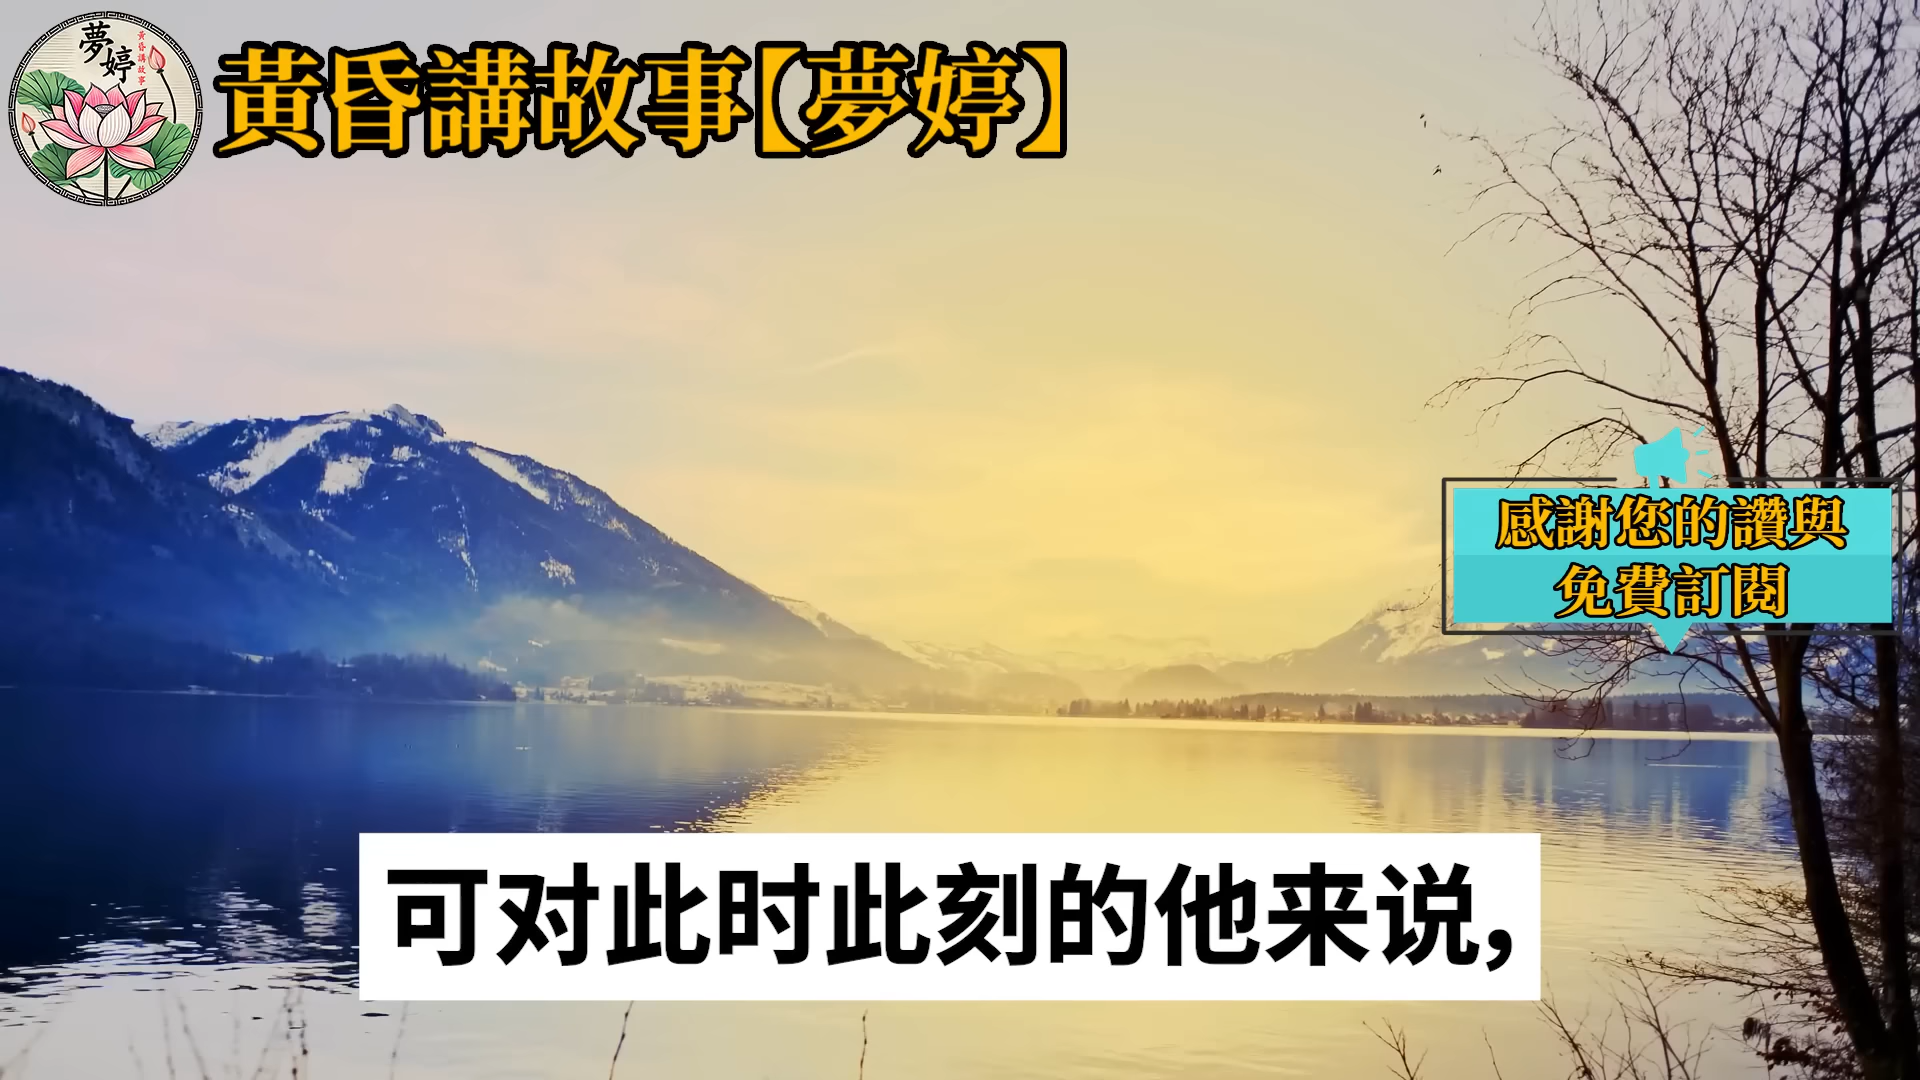 夢婷
黃昏講故事
黃昏講故事【夢婷】
感謝您的讚與
免費訂閱
可对此时此刻的他来说,